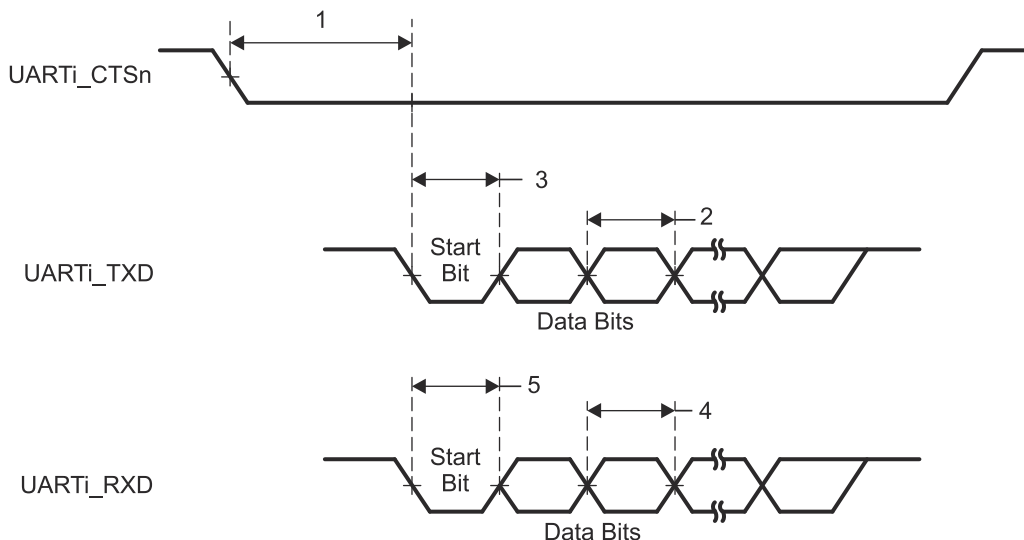 1
UARTi_CTSn
3
2
Start
Bit
UARTi_TXD
Data Bits
5
4
Start
Bit
UARTi_RXD
Data Bits